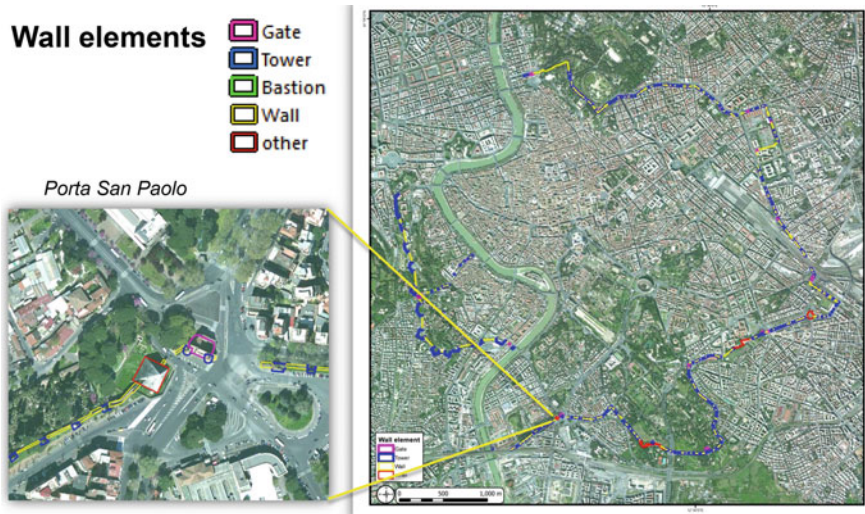 Wall elements
Gate
Tower
Bastion
Wall
other
Porta San Paolo
Wall element
Gate
Tower
Wall
0 500 1,000 m